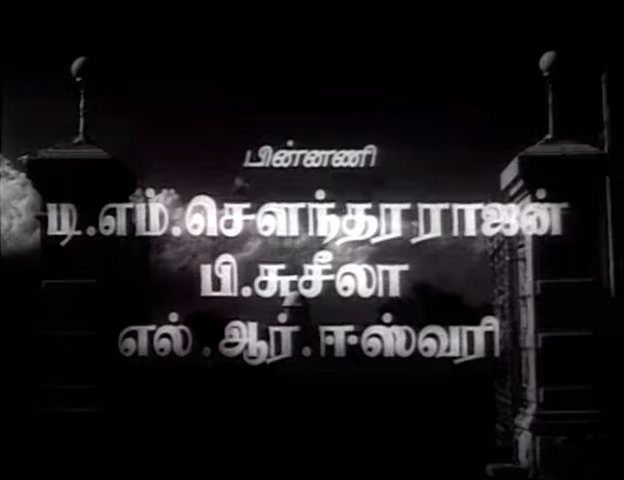 பின்னணி
டி.எம்.சௌந்தரராஜன்
பி.சுசீலா
எல்.ஆர்.ஈஸ்வரி